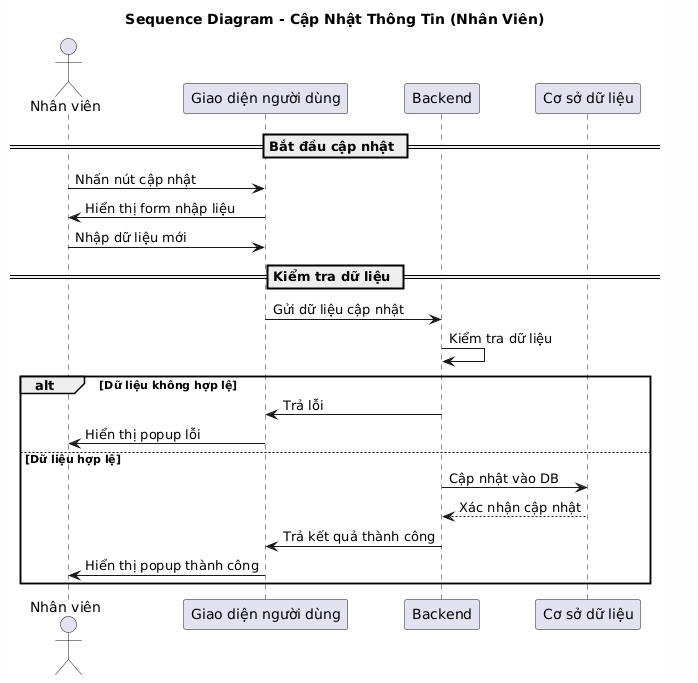 Sequence Diagram - Cập Nhật Thông Tin (Nhân Viên)
Nhân viên
Giao diện người dùng
Backend
Cơ sở dữ liệu
Bắt đầu cập nhật
Nhấn nút cập nhật
Hiển thị form nhập liệu
Nhập dữ liệu mới
Kiểm tra dữ liệu
Gửi dữ liệu cập nhật
Kiểm tra dữ liệu
alt
[Dữ liệu không hợp lệ]
Trả lỗi
Hiển thị popup lỗi
[Dữ liệu hợp lệ]
Cập nhật vào DB
Xác nhận cập nhật
Trả kết quả thành công
Hiển thị popup thành công
Nhân viên
Giao diện người dùng
Backend
Cơ sở dữ liệu